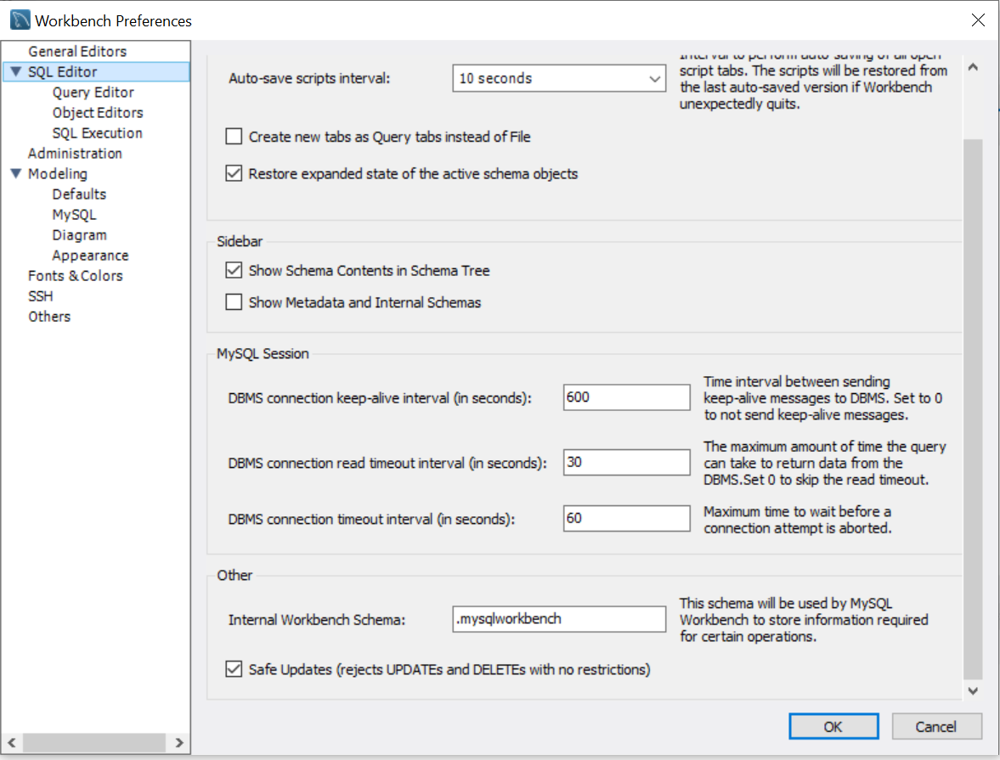 Workbench Preferences
General Editors
SQL Editor
Query Editor
Object Editors
SQL Execution
Administration
Modeling
Defaults
MySQL
Diagram
Appearance
Fonts & Colors
SSH
Others
Auto-save scripts interval:
10 seconds
Interval to perform auto-saving of all open
script tabs. The scripts will be restored from
the last auto-saved version if Workbench
unexpectedly quits.
Create new tabs as Query tabs instead of File
Restore expanded state of the active schema objects
Sidebar
Show Schema Contents in Schema Tree
Show Metadata and Internal Schemas
MySQL Session
DBMS connection keep-alive interval (in seconds):
600
Time interval between sending
keep-alive messages to DBMS. Set to 0
to not send keep-alive messages.
DBMS connection read timeout interval (in seconds):
30
The maximum amount of time the query
can take to return data from the
DBMS.Set 0 to skip the read timeout.
DBMS connection timeout interval (in seconds):
60
Maximum time to wait before a
connection attempt is aborted.
Other
Internal Workbench Schema:
.mysqlworkbench
This schema will be used by MySQL
Workbench to store information required
for certain operations.
Safe Updates (rejects UPDATEs and DELETEs with no restrictions)
OK
Cancel